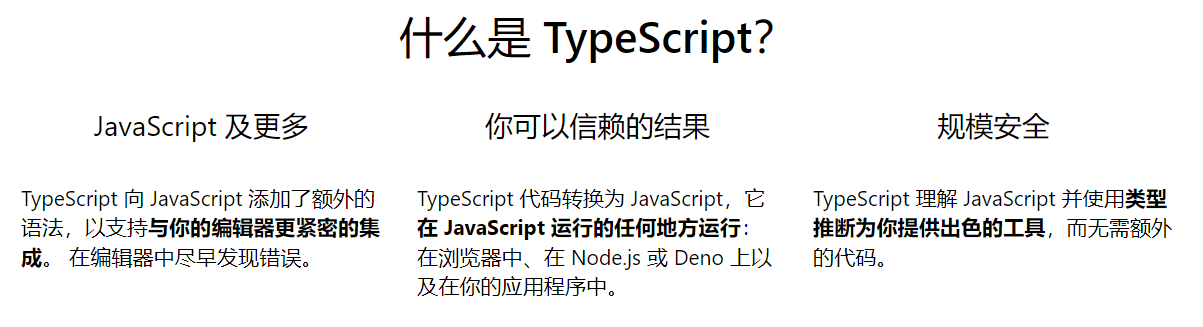 什么是 TypeScript？
JavaScript 及更多
TypeScript 向 JavaScript 添加了额外的
语法，以支持与你的编辑器更紧密的集
成。 在编辑器中尽早发现错误。
你可以信赖的结果
TypeScript 代码转换为 JavaScript，它
在 JavaScript 运行的任何地方运行：
在浏览器中、在 Node.js 或 Deno 上以
及在你的应用程序中。
规模安全
TypeScript 理解 JavaScript 并使用类型
推断为你提供出色的工具，而无需额外
的代码。